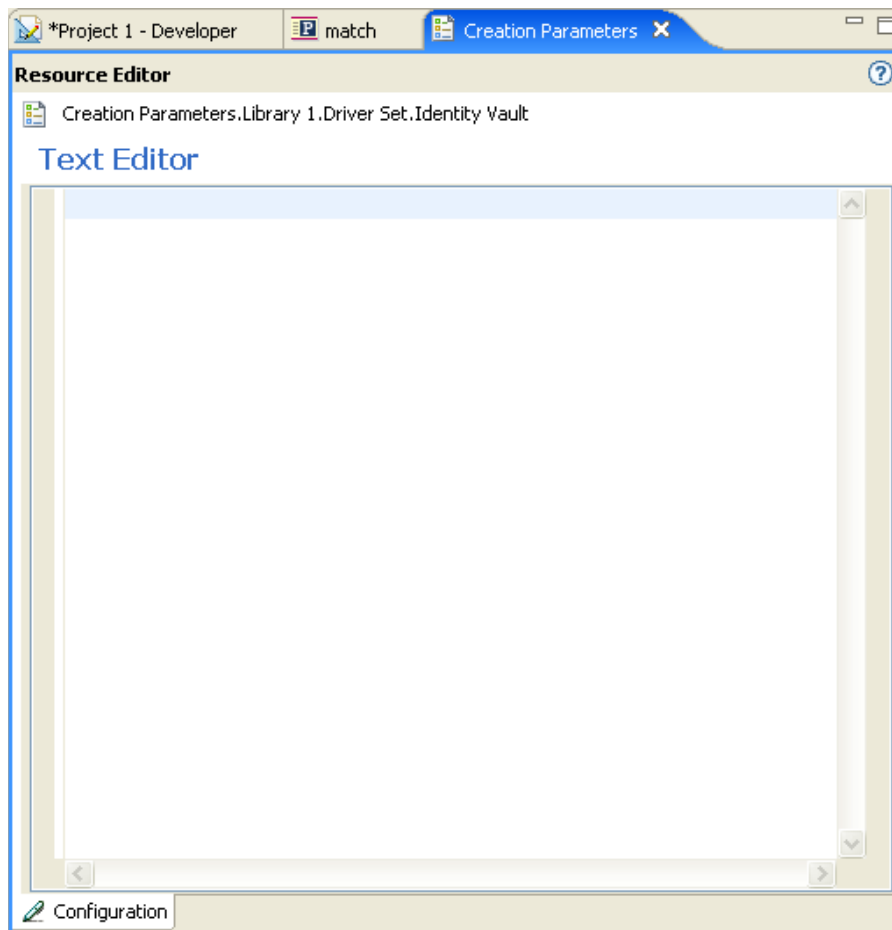 *Project 1 - Developer match Creation Parameters
Resource Editor
Creation Parameters.Library 1.Driver Set.Identity Vault
Text Editor
Configuration